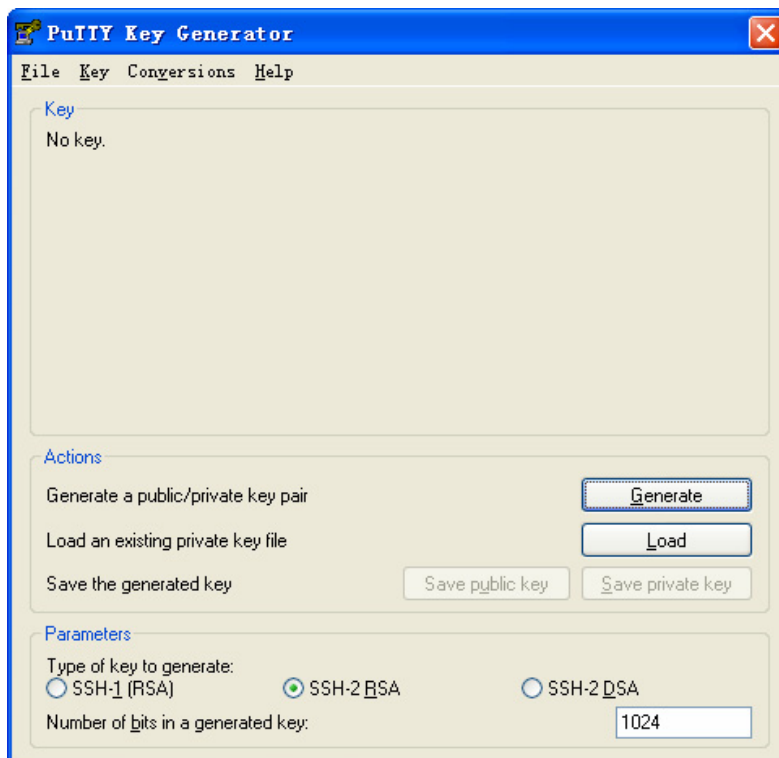 PuTTY Key Generator
File Key Conversions Help
Key
No key.
Actions
Generate a public/private key pair Generate
Load an existing private key file Load
Save the generated key Save public key Save private key
Parameters
Type of key to generate:
SSH-1 (RSA) SSH-2 RSA SSH-2 DSA
Number of bits in a generated key: 1024